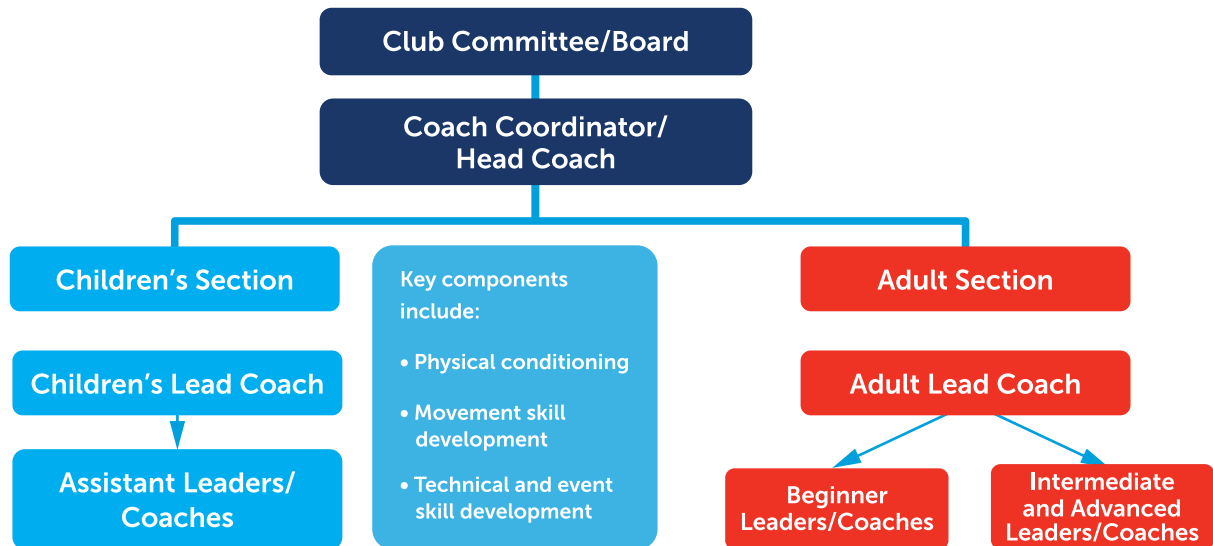 Club Committee/Board
Coach Coordinator/
Head Coach
Children’s Section
Children’s Lead Coach
Assistant Leaders/
Coaches
Key components
include:
• Physical conditioning
• Movement skill
development
• Technical and event
skill development
Adult Section
Adult Lead Coach
Beginner
Leaders/Coaches
Intermediate
and Advanced
Leaders/Coaches